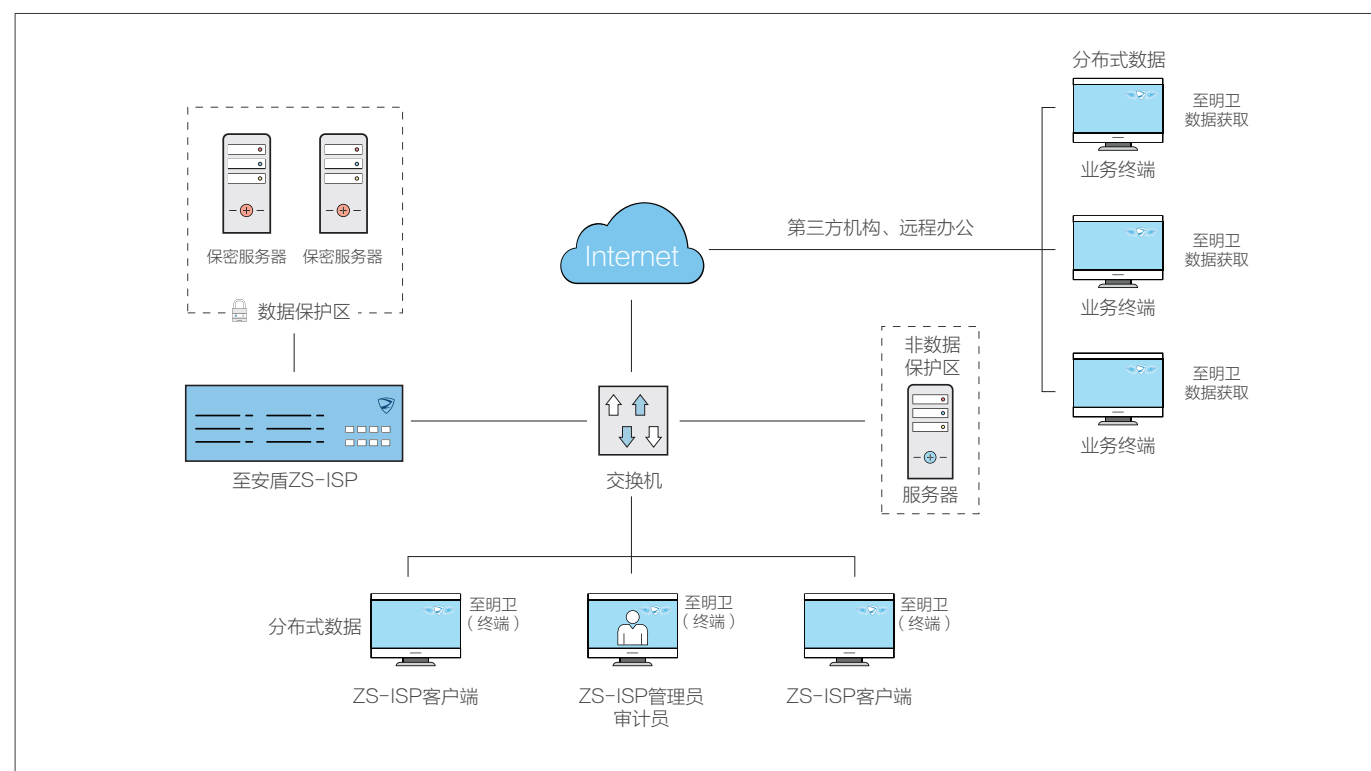 分布式数据
至明卫
数据获取
业务终端
保密服务器
保密服务器
数据保护区
Internet
第三方机构、远程办公
至明卫
数据获取
业务终端
非数据
保护区
服务器
至明卫
数据获取
业务终端
至安盾ZS-ISP
交换机
分布式数据
至明卫
（终端）
ZS-ISP客户端
至明卫
（终端）
ZS-ISP管理员
审计员
至明卫
（终端）
ZS-ISP客户端